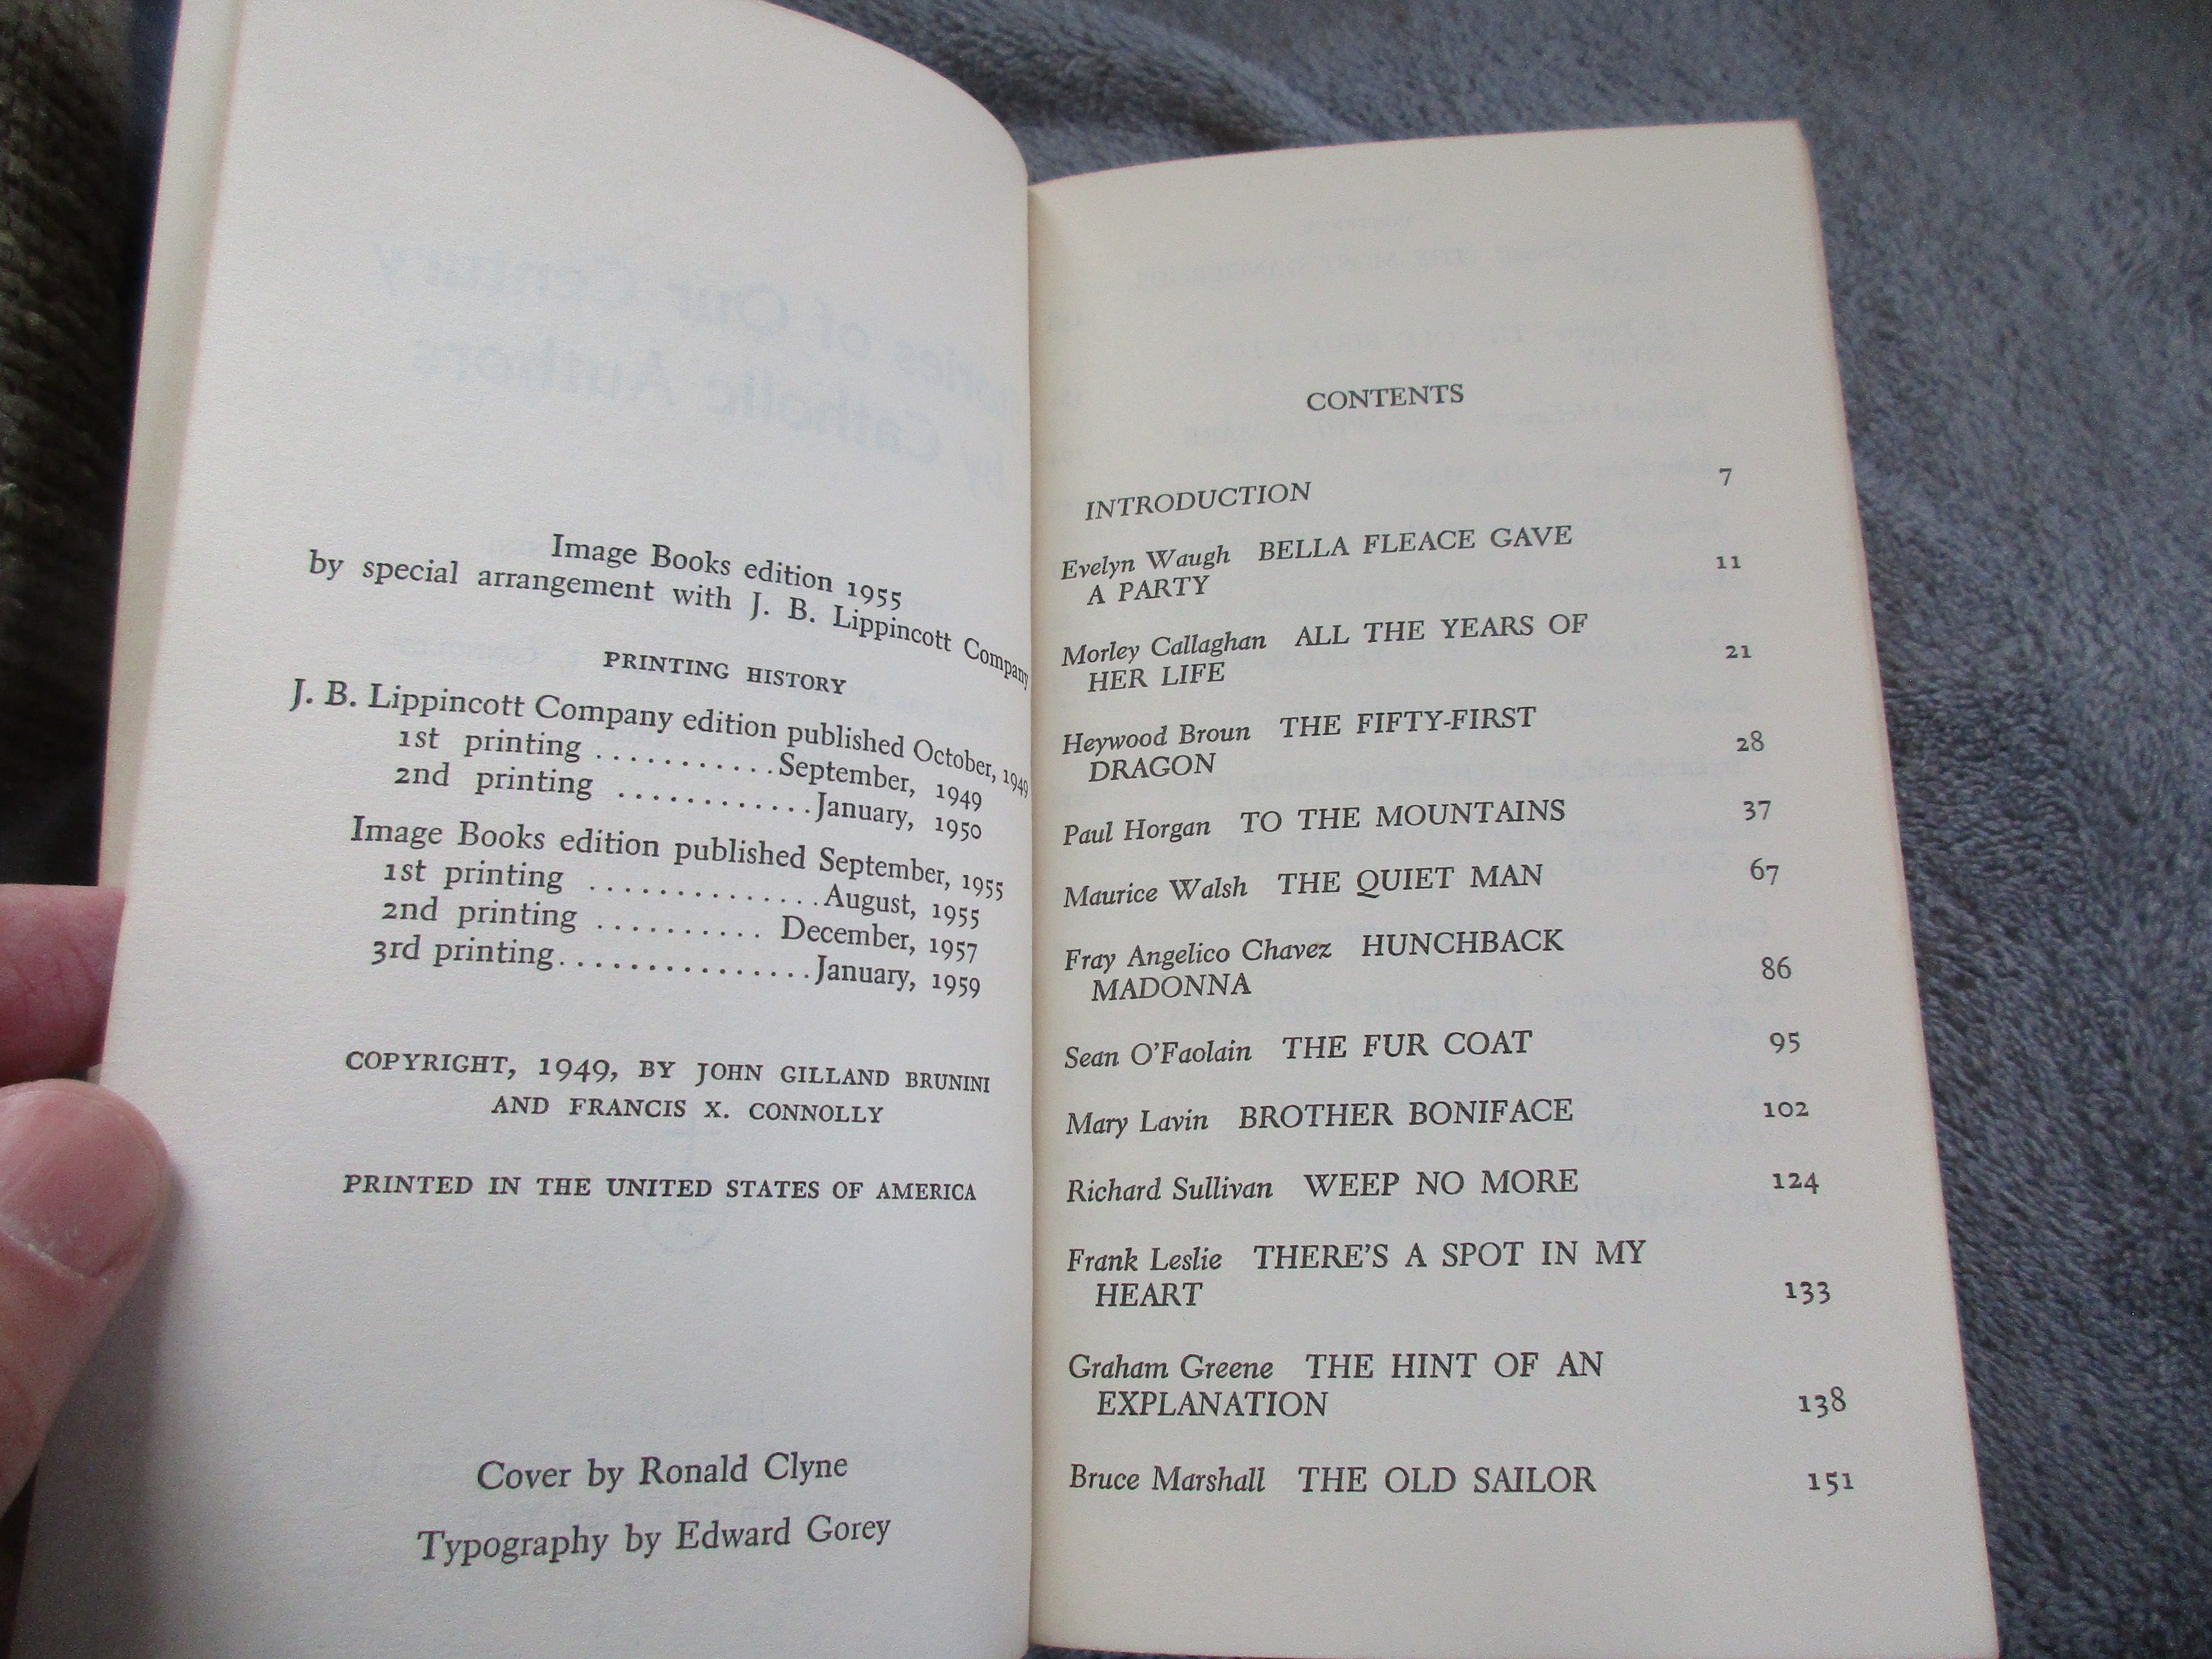 Image Books edition 1955
by special arrangement with J. B. Lippincott Company
PRINTING HISTORY
J. B. Lippincott Company edition published October, 1949
1st printing ........... September, 1949
2nd printing ............ January, 1950
Image Books edition published September, 1955
1st printing ............. August, 1955
2nd printing .......... December, 1957
3rd printing ............... January, 1959
COPYRIGHT, 1949, BY JOHN GILLAND BRUNINI
AND FRANCIS X. CONNOLLY
PRINTED IN THE UNITED STATES OF AMERICA
Cover by Ronald Clyne
Typography by Edward Gorey
CONTENTS
INTRODUCTION 7
Evelyn Waugh BELLA FLEACE GAVE
A PARTY 11
Morley Callaghan ALL THE YEARS OF
HER LIFE 21
Heywood Broun THE FIFTY-FIRST
DRAGON 28
Paul Horgan TO THE MOUNTAINS 37
Maurice Walsh THE QUIET MAN 67
Fray Angelico Chavez HUNCHBACK
MADONNA 86
Sean O'Faolain THE FUR COAT 95
Mary Lavin BROTHER BONIFACE 102
Richard Sullivan WEEP NO MORE 124
Frank Leslie THERE'S A SPOT IN MY
HEART 133
Graham Greene THE HINT OF AN
EXPLANATION 138
Bruce Marshall THE OLD SAILOR 151